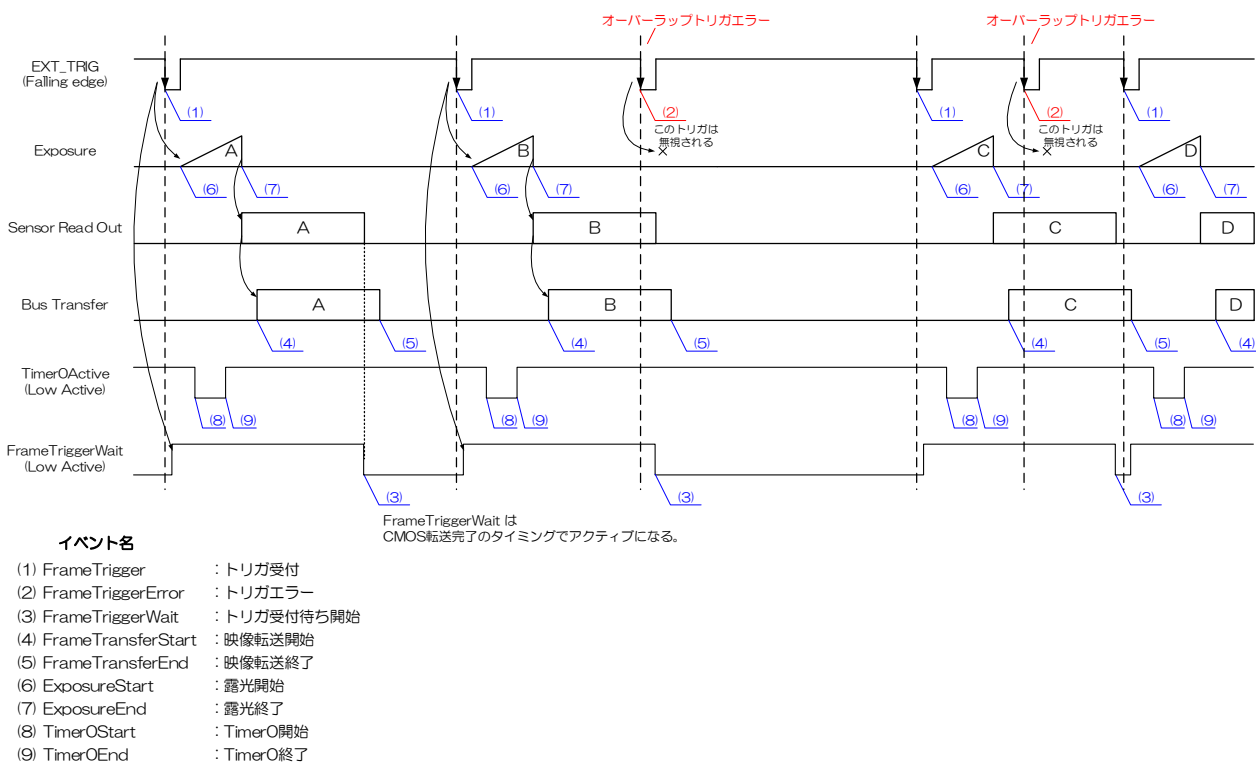 オーバーラップトリガエラー
オーバーラップトリガエラー
EXT_TRIG
(Falling edge)
(1)
(1)
(2)
このトリガは
無視される
×
(1)
(2)
このトリガは
無視される
×
(1)
Exposure
A
B
C
D
(6)
(7)
(6)
(7)
(6)
(7)
(6)
(7)
Sensor Read Out
A
B
C
D
Bus Transfer
A
B
C
D
(4)
(5)
(4)
(5)
(4)
(5)
(4)
Timer0Active
(Low Active)
(8)
(9)
(8)
(9)
(8)
(9)
(8)
(9)
FrameTriggerWait
(Low Active)
(3)
(3)
(3)
FrameTriggerWait は
CMOS転送完了のタイミングでアクティブになる。
イベント名
(1) FrameTrigger :トリガ受付
(2) FrameTriggerError :トリガエラー
(3) FrameTriggerWait :トリガ受付待ち開始
(4) FrameTransferStart :映像転送開始
(5) FrameTransferEnd :映像転送終了
(6) ExposureStart :露光開始
(7) ExposureEnd :露光終了
(8) Timer0Start :Timer0開始
(9) Timer0End :Timer0終了